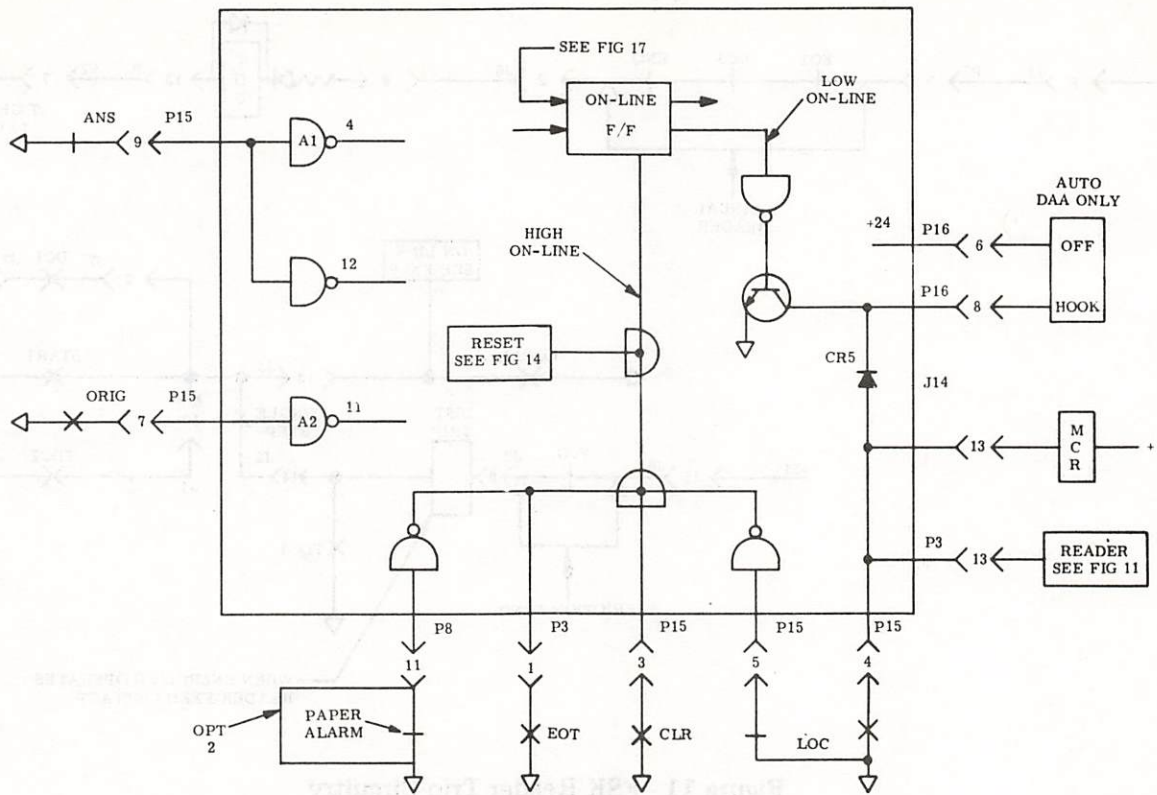 SEE FIG 17
ON-LINE
F/F
LOW
ON-LINE
ANS
P15
9
A1
4
AUTO
DAA ONLY
+24
P16
6
OFF
HIGH
ON-LINE
12
P16
8
HOOK
RESET
SEE FIG 14
CR5
J14
ORIG
P15
7
A2
11
13
M
C
R
+
P3
13
READER
SEE FIG 11
P8
P3
P15
P15
P15
11
1
3
5
4
OPT
2
PAPER
ALARM
EOT
CLR
LOC